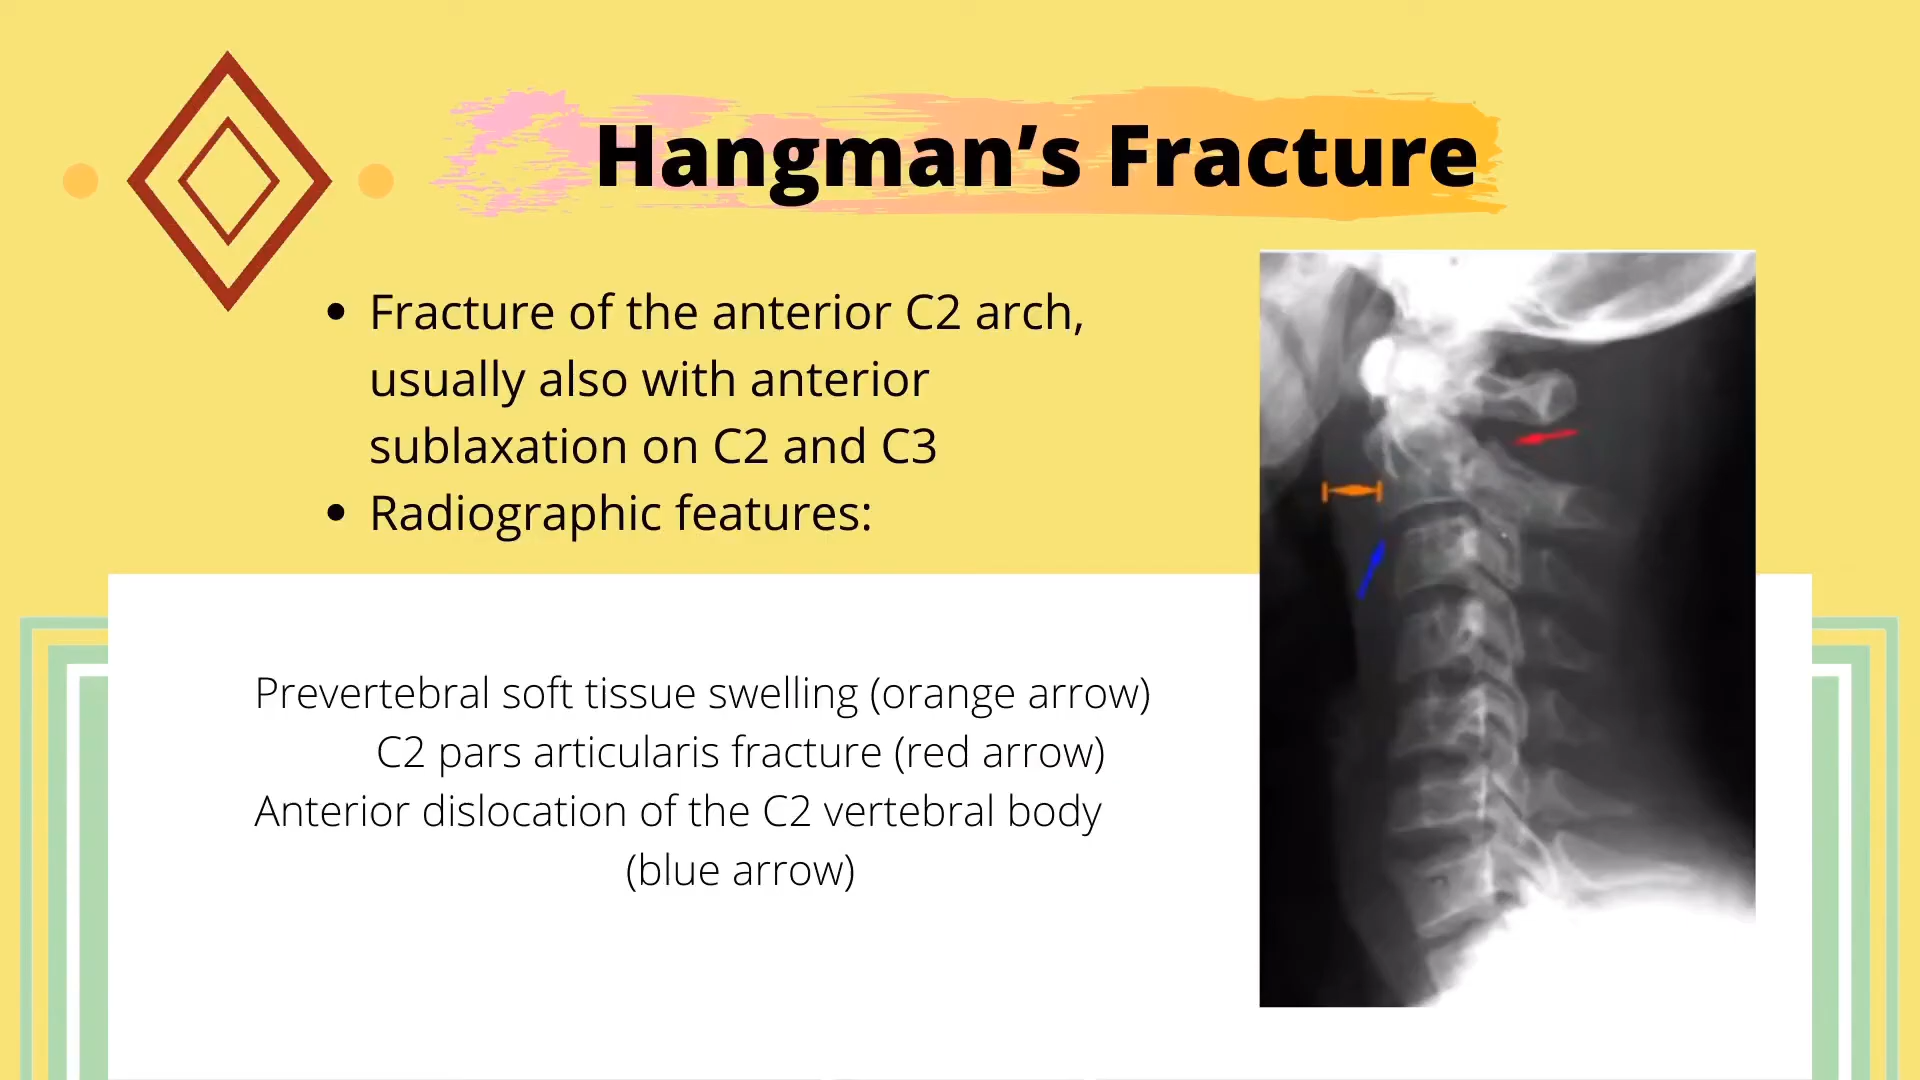 Hangman’s Fracture
• Fracture of the anterior C2 arch,
usually also with anterior
sublaxation on C2 and C3
• Radiographic features:
Prevertebral soft tissue swelling (orange arrow)
C2 pars articularis fracture (red arrow)
Anterior dislocation of the C2 vertebral body
(blue arrow)